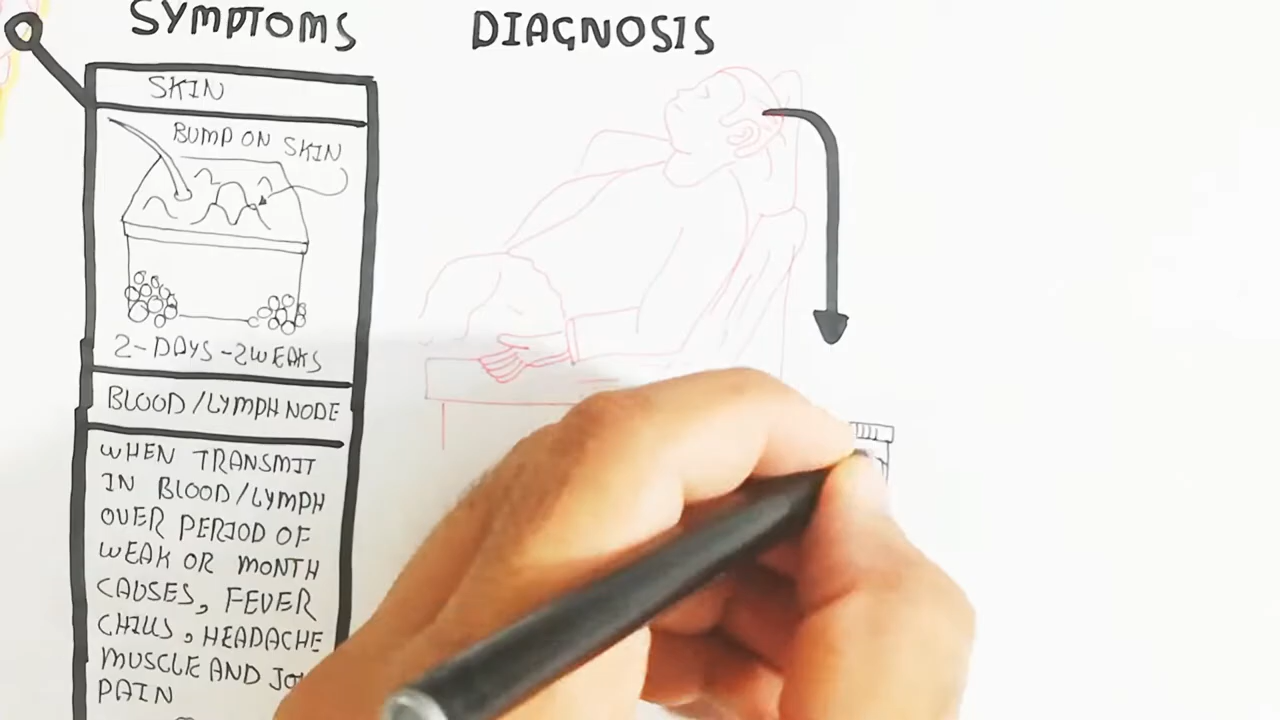 SYMPTOMS
DIAGNOSIS
SKIN
BUMP ON SKIN
2-DAYS-2WEAKS
BLOOD/LYMPH NODE
WHEN TRANSMIT
IN BLOOD/LYMPH
OVER PERIOD OF
WEAK OR MONTH
CAUSES, FEVER
CHILLS, HEADACHE
MUSCLE AND
PAIN